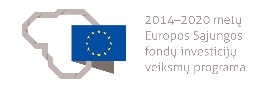 2014–2020 metų
Europos Sąjungos
fondų investicijų
veiksmų programa